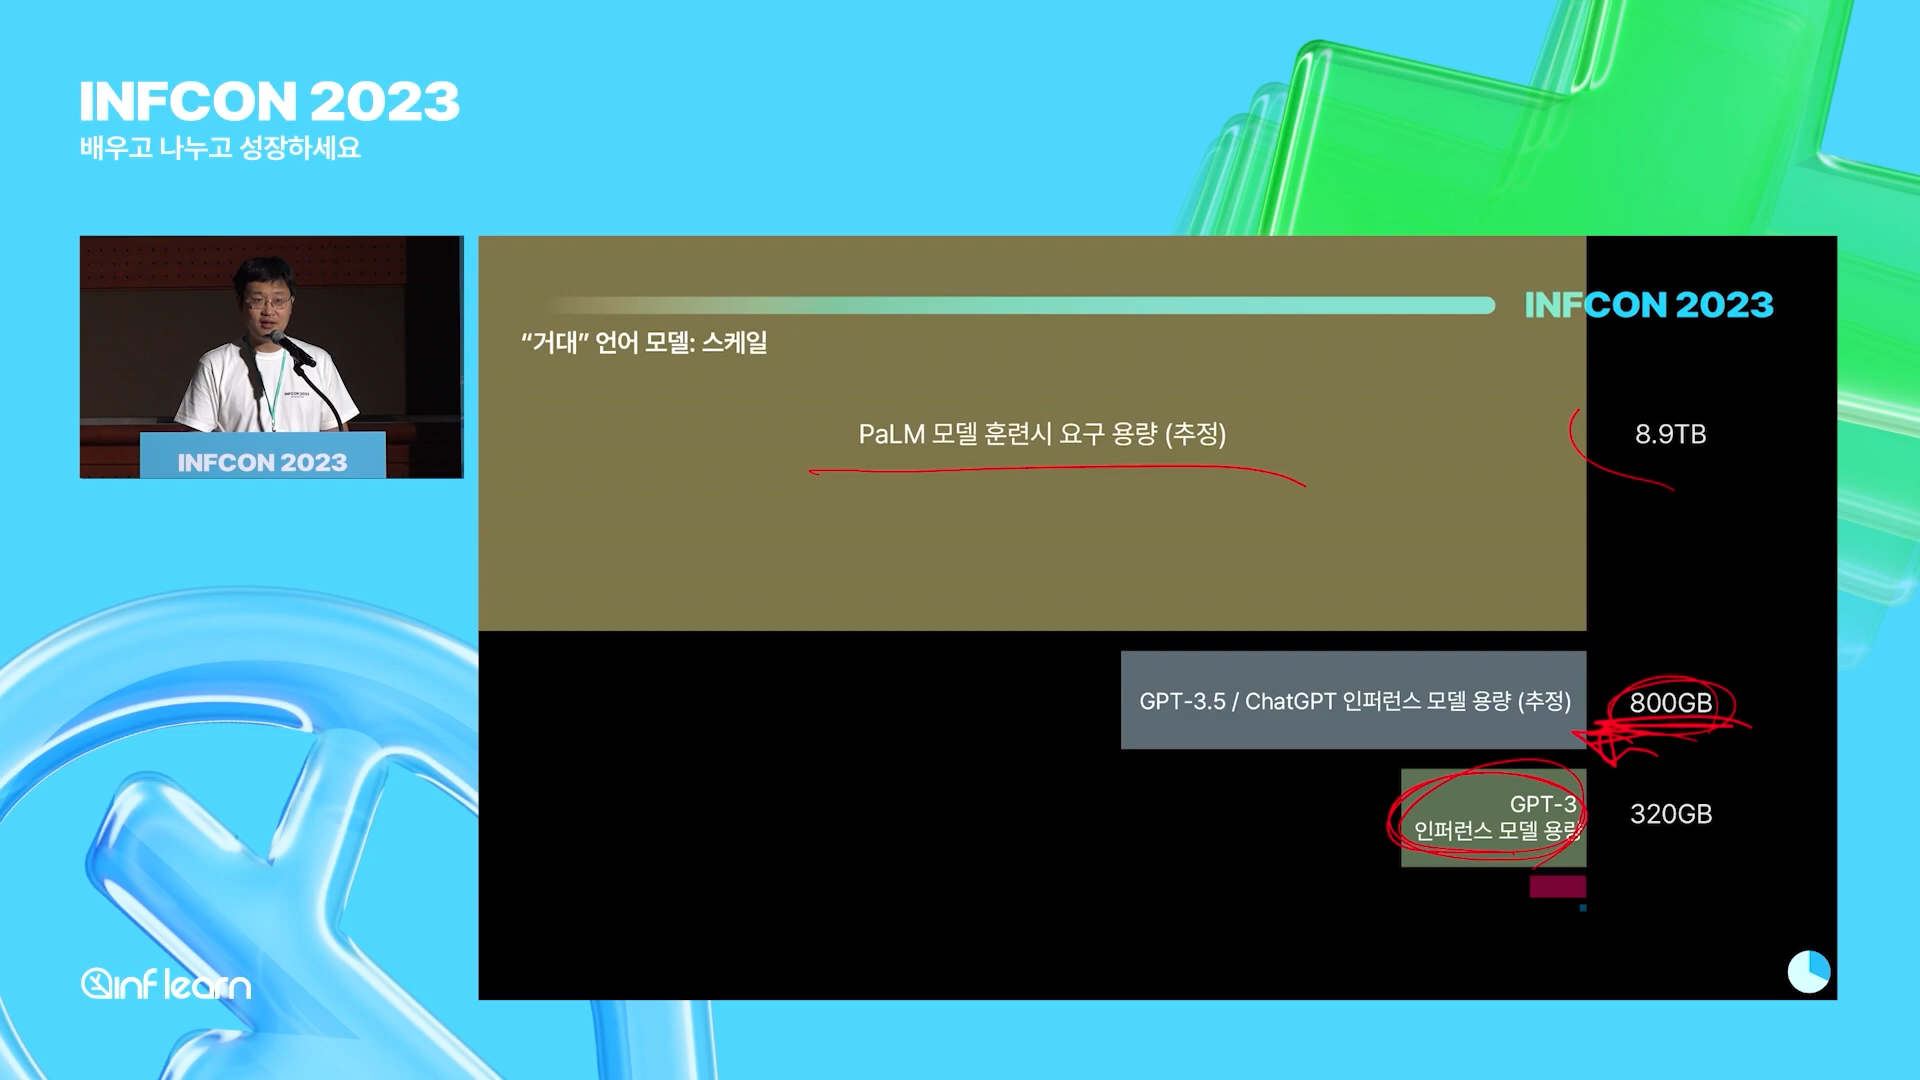 INFCON 2023
배우고 나누고 성장하세요
INFCON 2023
INFCON 2023
“거대” 언어 모델: 스케일
PaLM 모델 훈련시 요구 용량 (추정)
8.9TB
GPT-3.5 / ChatGPT 인퍼런스 모델 용량 (추정)
800GB
GPT-3
인퍼런스 모델 용량
320GB
inflearn